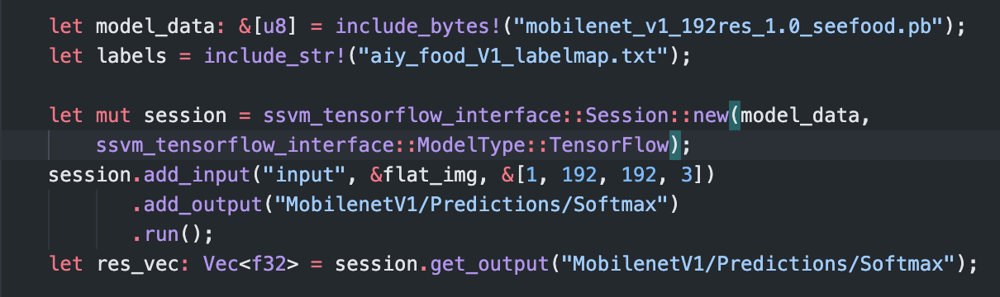 let model_data: &[u8] = include_bytes!("mobilenet_v1_192res_1.0_seefood.pb");
let labels = include_str!("aiy_food_V1_labelmap.txt");
let mut session = ssvm_tensorflow_interface::Session::new(model_data,
ssvm_tensorflow_interface::ModelType::TensorFlow);
session.add_input("input", &flat_img, &[1, 192, 192, 3])
.add_output("MobilenetV1/Predictions/Softmax")
.run();
let res_vec: Vec<f32> = session.get_output("MobilenetV1/Predictions/Softmax");